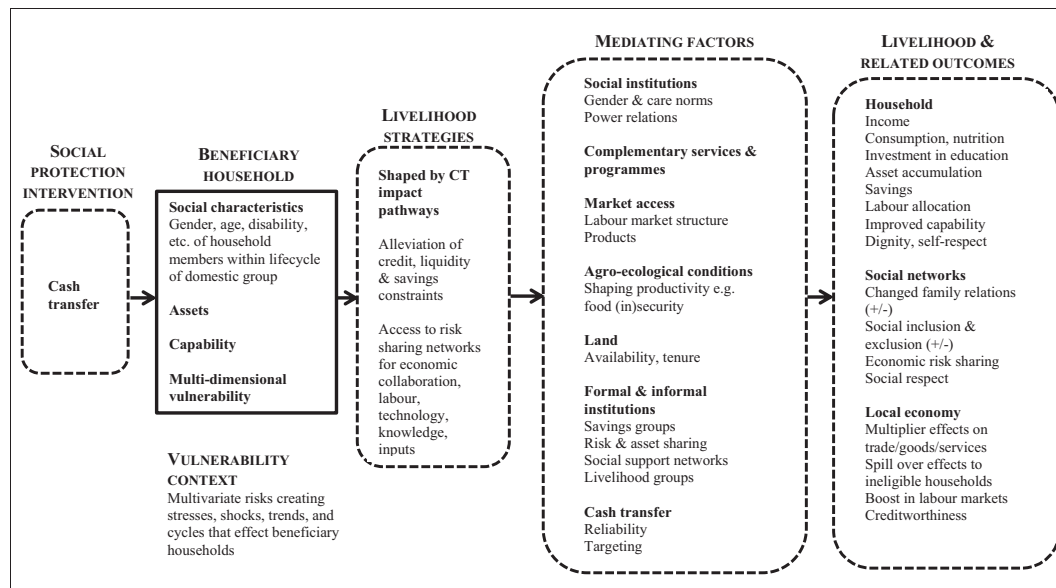 SOCIAL
PROTECTION
INTERVENTION
Cash
transfer
BENEFICIARY
HOUSEHOLD
Social characteristics
Gender, age, disability,
etc. of household
members within lifecycle
of domestic group
Assets
Capability
Multi-dimensional
vulnerability
VULNERABILITY
CONTEXT
Multivariate risks creating
stresses, shocks, trends, and
cycles that effect beneficiary
households
LIVELIHOOD
STRATEGIES
Shaped by CT
impact
pathways
Alleviation of
credit, liquidity
& savings
constraints
Access to risk
sharing networks
for economic
collaboration,
labour,
technology,
knowledge,
inputs
MEDIATING FACTORS
Social institutions
Gender & care norms
Power relations
Complementary services &
programmes
Market access
Labour market structure
Products
Agro-ecological conditions
Shaping productivity e.g.
food (in)security
Land
Availability, tenure
Formal & informal
institutions
Savings groups
Risk & asset sharing
Social support networks
Livelihood groups
Cash transfer
Reliability
Targeting
LIVELIHOOD &
RELATED OUTCOMES
Household
Income
Consumption, nutrition
Investment in education
Asset accumulation
Savings
Labour allocation
Improved capability
Dignity, self-respect
Social networks
Changed family relations
(+/-)
Social inclusion &
exclusion (+/-)
Economic risk sharing
Social respect
Local economy
Multiplier effects on
trade/goods/services
Spill over effects to
ineligible households
Boost in labour markets
Creditworthiness